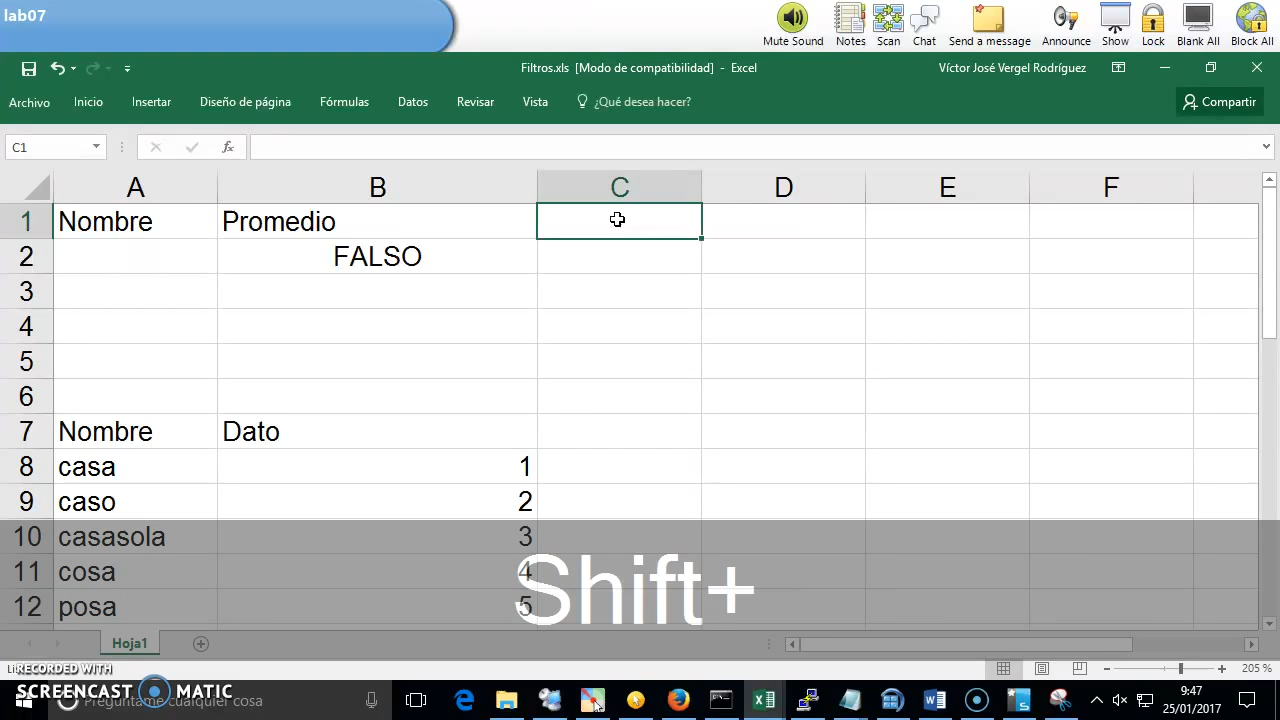 lab07
Mute Sound Notes Scan Chat Send a message Announce Show Lock Blank All Block All
Filtros.xls [Modo de compatibilidad] - Excel
Víctor José Vergel Rodríguez
Archivo Inicio Insertar Diseño de página Fórmulas Datos Revisar Vista ¿Qué desea hacer? Compartir
C1 fx
A B C D E F
1 Nombre Promedio
2 FALSO
3
4
5
6
7 Nombre Dato
8 casa 1
9 caso 2
10 casasola 3
11 cosa 4
12 posa 5
Shift+
Hoja1
205 %
RECORDED WITH
SCREENCAST MATIC
Pregúntame cualquier cosa
9:47
25/01/2017